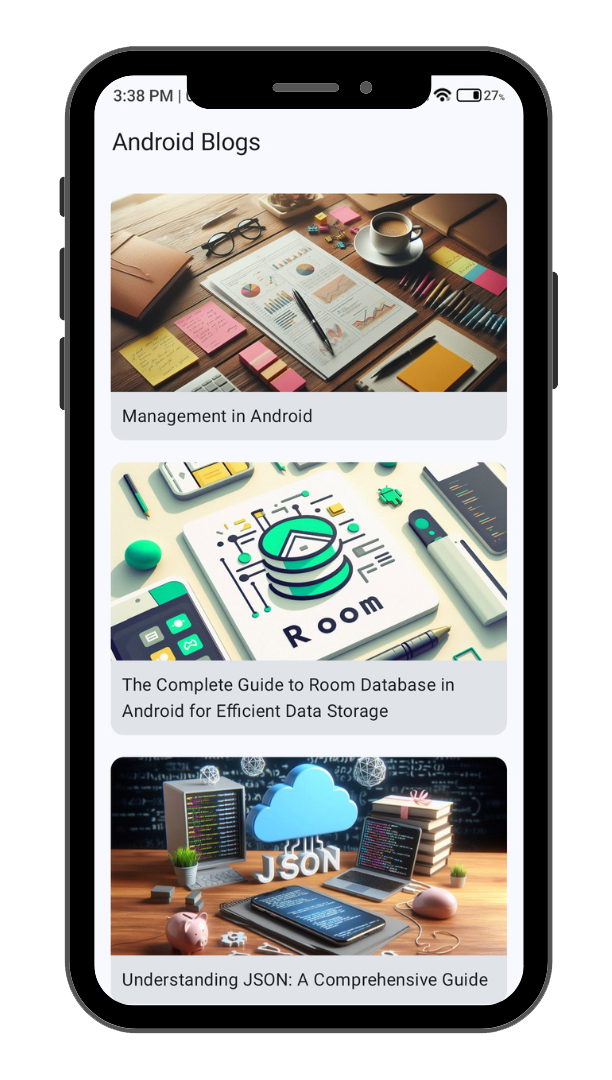 3:38 PM |
27%
Android Blogs
Management in Android
Room
The Complete Guide to Room Database in
Android for Efficient Data Storage
JSON
Understanding JSON: A Comprehensive Guide